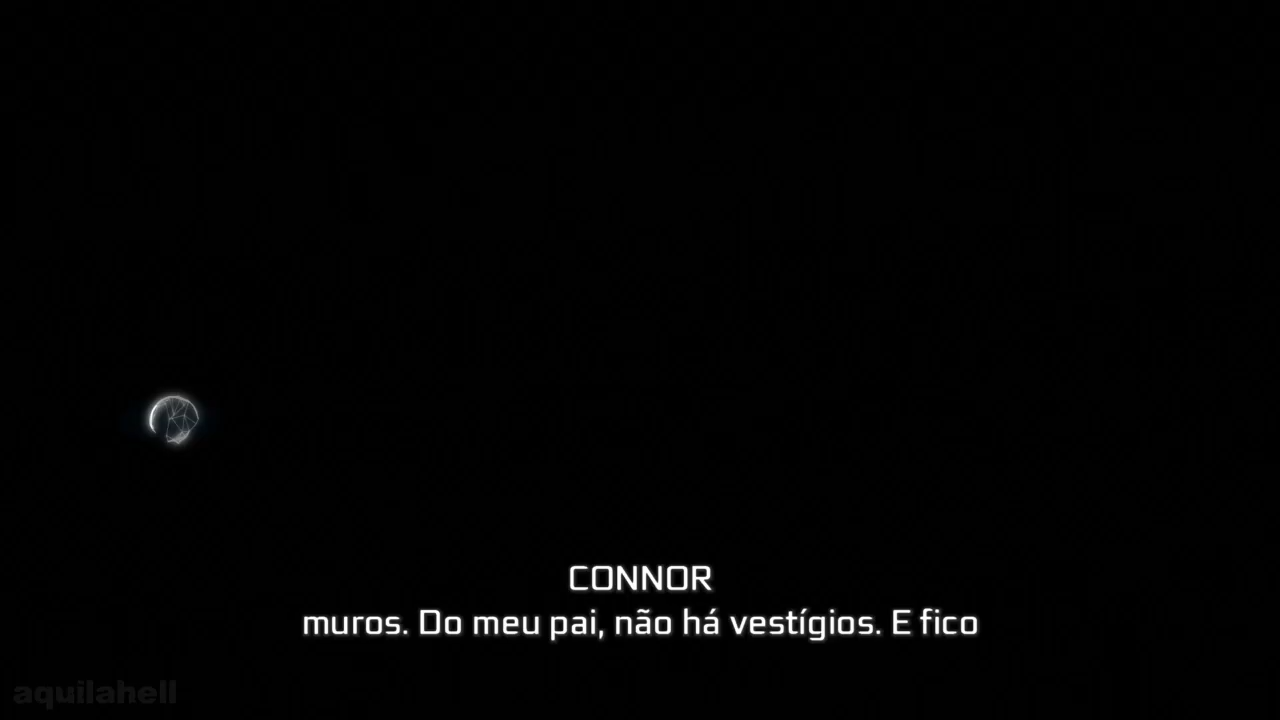 CONNOR
muros. Do meu pai, não há vestígios. E fico
aquilahell